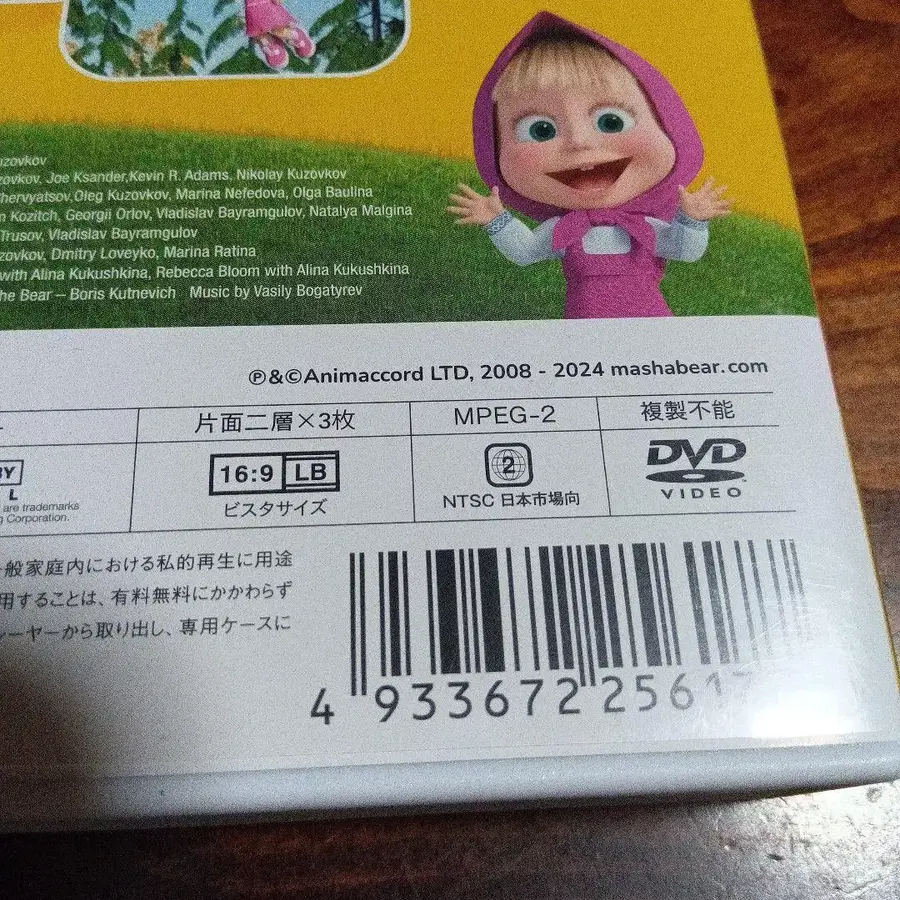 uzovkov
zovkov, Joe Ksander,Kevin R. Adams, Nikolay Kuzovkov
hervyatsov,Oleg Kuzovkov, Marina Nefedova, Olga Baulina
n Kozitch, Georgii Orlov, Vladislav Bayramgulov, Natalya Malgina
Trusov, Vladislav Bayramgulov
zovkov, Dmitry Loveyko, Marina Ratina
with Alina Kukushkina, Rebecca Bloom with Alina Kukushkina
he Bear – Boris Kutnevich Music by Vasily Bogatyrev
℗&©Animaccord LTD, 2008 - 2024 mashabear.com
片面二層×3枚 MPEG-2 複製不能
BY
L
are trademarks
g Corporation.
16:9 LB
ビスタサイズ
2
NTSC 日本市場向
DVD
VIDEO
般家庭内における私的再生に用途
用することは、有料無料にかかわらず
レーヤーから取り出し、専用ケースに
4 933672 25617